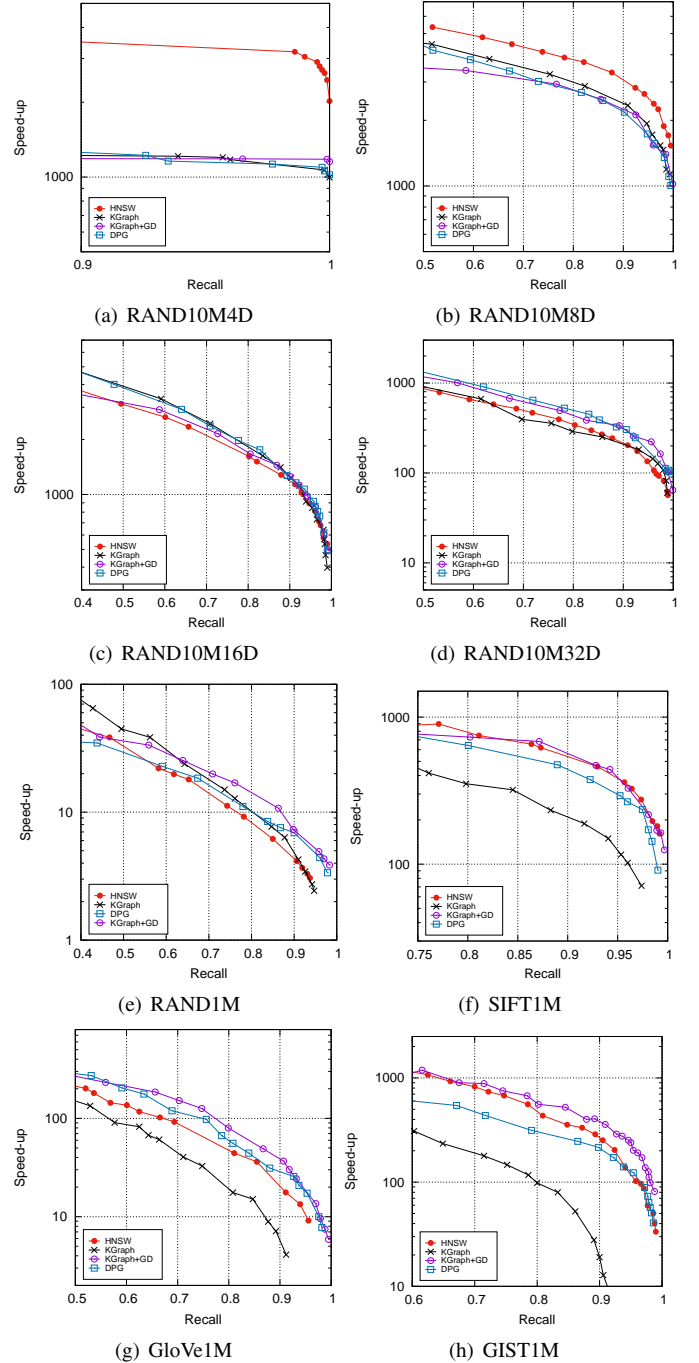 Speed-up
1000
HNSW
KGraph
KGraph+GD
DPG
0.9 1
Recall
(a) RAND10M4D
Speed-up
1000
HNSW
KGraph
KGraph+GD
DPG
0.5 0.6 0.7 0.8 0.9 1
Recall
(b) RAND10M8D
Speed-up
1000
HNSW
KGraph
KGraph+GD
DPG
0.4 0.5 0.6 0.7 0.8 0.9 1
Recall
(c) RAND10M16D
Speed-up
1000
100
10
HNSW
KGraph
KGraph+GD
DPG
0.5 0.6 0.7 0.8 0.9 1
Recall
(d) RAND10M32D
Speed-up
100
10
1
HNSW
KGraph
DPG
KGraph+GD
0.4 0.5 0.6 0.7 0.8 0.9 1
Recall
(e) RAND1M
Speed-up
1000
100
HNSW
KGraph
KGraph+GD
DPG
0.75 0.8 0.85 0.9 0.95 1
Recall
(f) SIFT1M
Speed-up
100
10
HNSW
KGraph
KGraph+GD
DPG
0.5 0.6 0.7 0.8 0.9 1
Recall
(g) GloVe1M
Speed-up
1000
100
10
HNSW
KGraph
KGraph+GD
DPG
0.6 0.7 0.8 0.9 1
Recall
(h) GIST1M